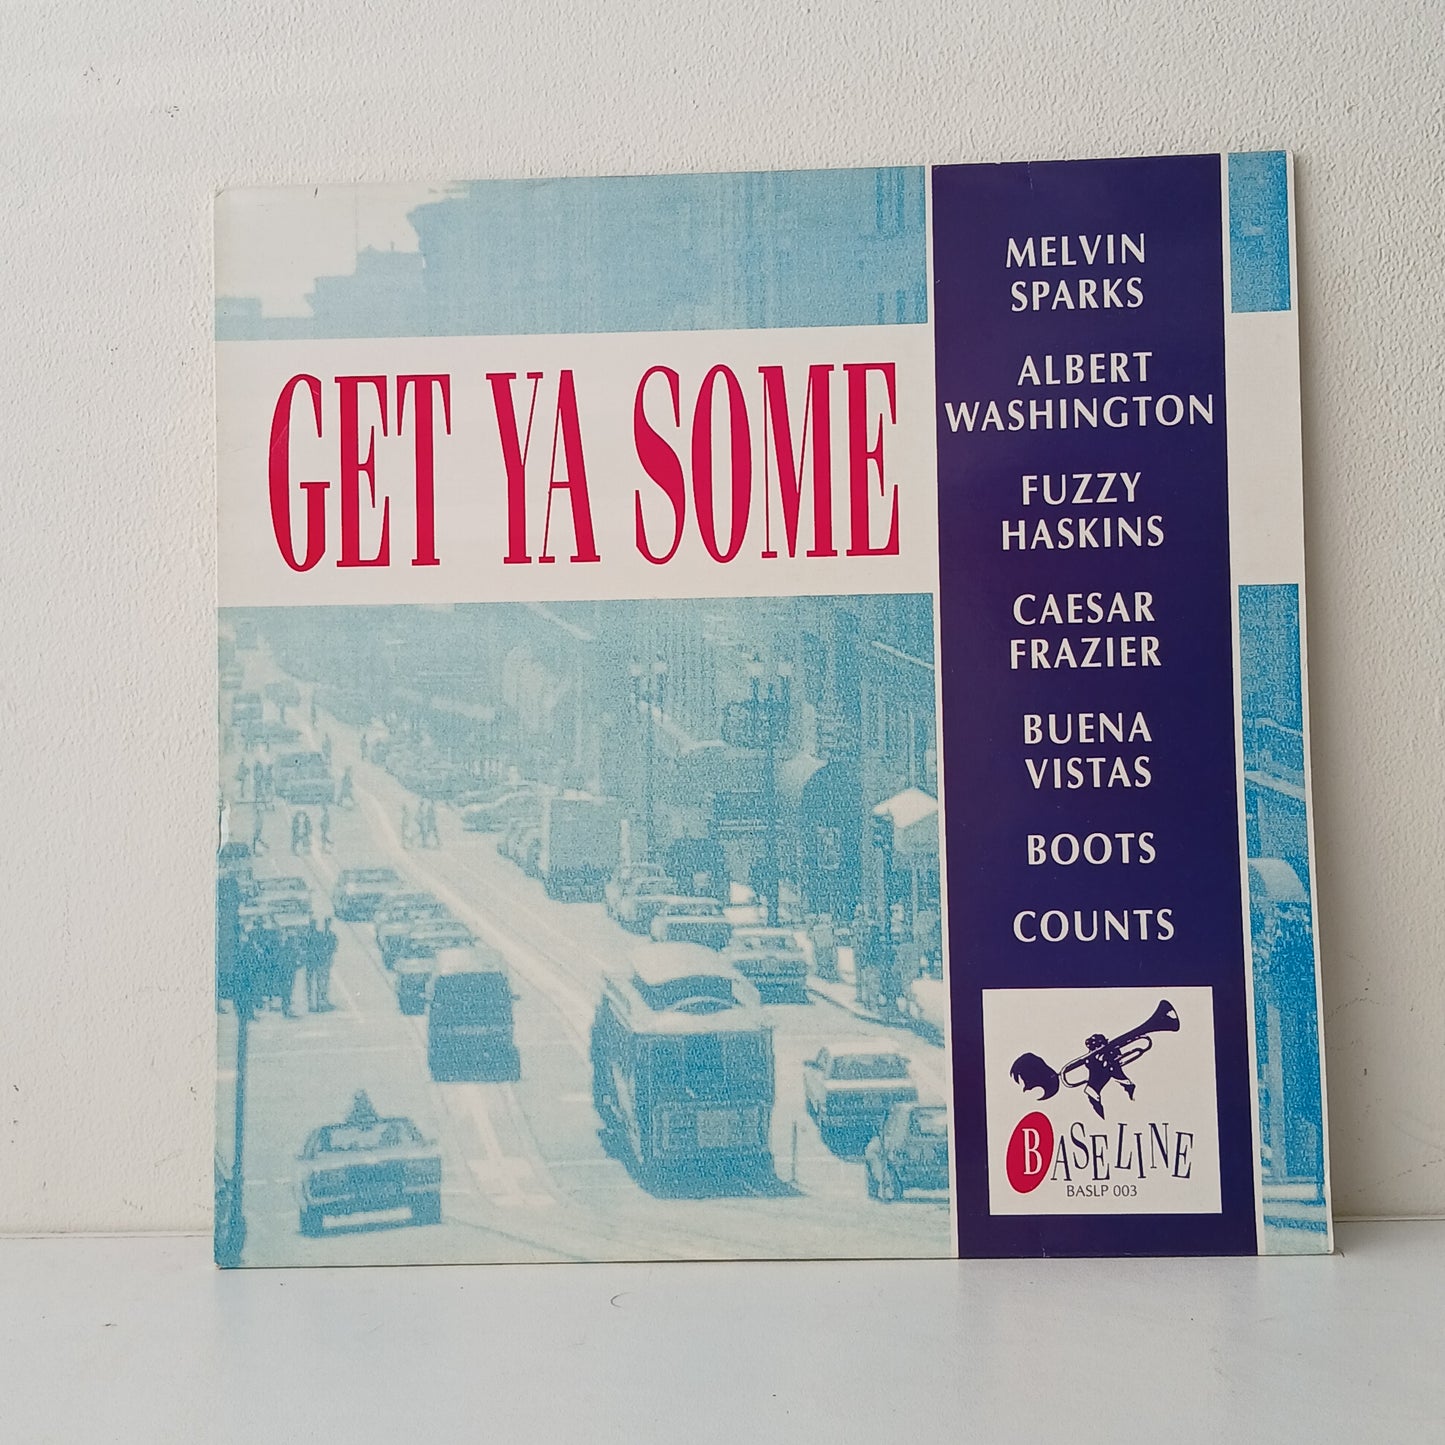 GET YA SOME
MELVIN
SPARKS
ALBERT
WASHINGTON
FUZZY
HASKINS
CAESAR
FRAZIER
BUENA
VISTAS
BOOTS
COUNTS
BASELINE
BASLP 003